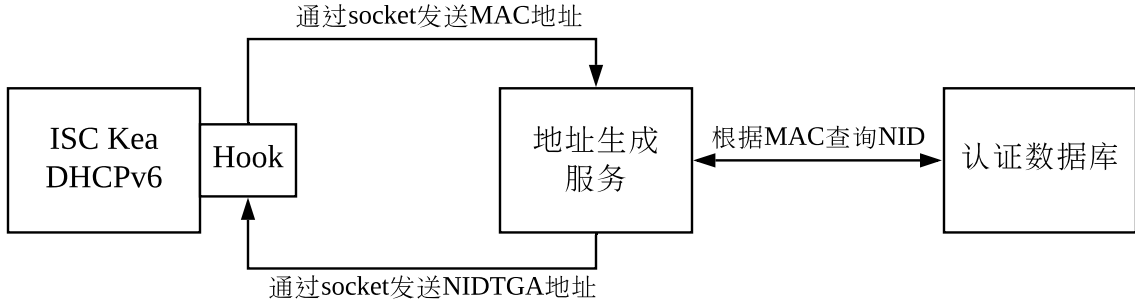 通过socket发送MAC地址
ISC Kea
DHCPv6
Hook
地址生成
服务
根据MAC查询NID
认证数据库
通过socket发送NIDTGA地址